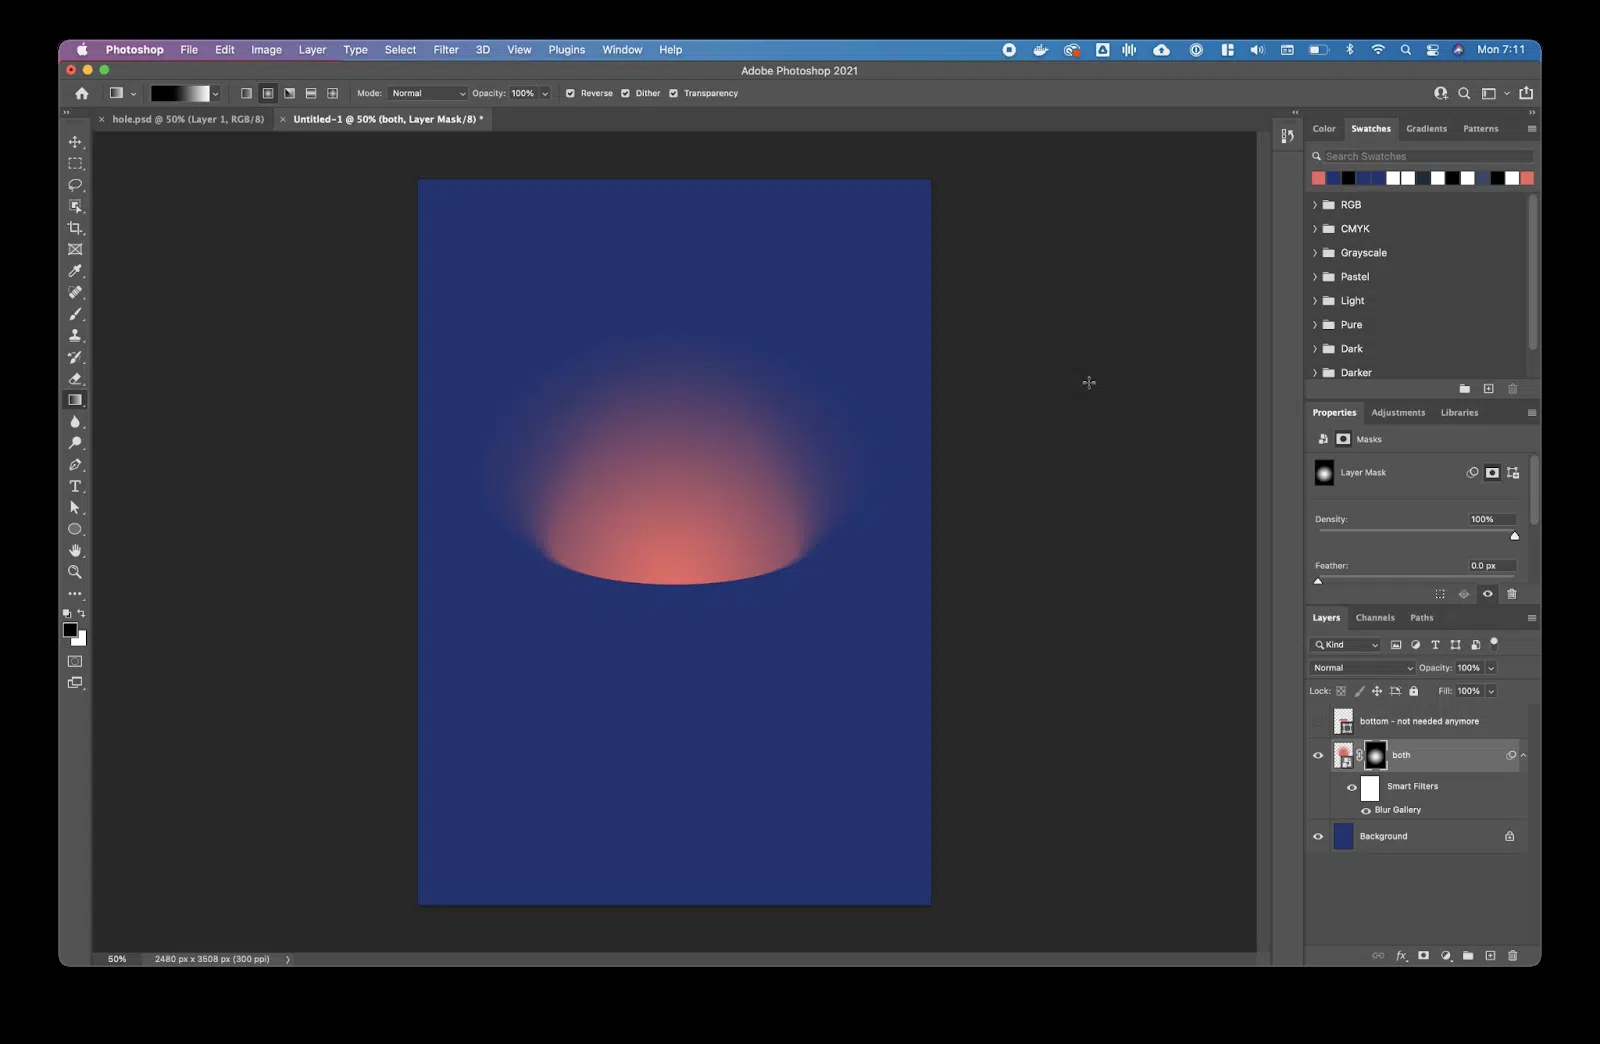 Photoshop File Edit Image Layer Type Select Filter 3D View Plugins Window Help Mon 7:11
Adobe Photoshop 2021
Mode: Normal Opacity: 100% Reverse Dither Transparency
hole.psd @ 50% (Layer 1, RGB/8) Untitled-1 @ 50% (both, Layer Mask/8) *
Color Swatches Gradients Patterns
Search Swatches
RGB
CMYK
Grayscale
Pastel
Light
Pure
Dark
Darker
Properties Adjustments Libraries
Masks
Layer Mask
Density: 100%
Feather: 0.0 px
Layers Channels Paths
Kind
Normal Opacity: 100%
Lock: Fill: 100%
bottom - not needed anymore
both
Smart Filters
Blur Gallery
Background
50% 2480 px x 3508 px (300 ppi)